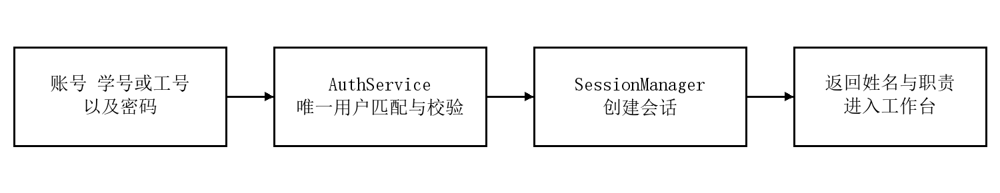 账号 学号或工号
以及密码
AuthService
唯一用户匹配与校验
SessionManager
创建会话
返回姓名与职责
进入工作台